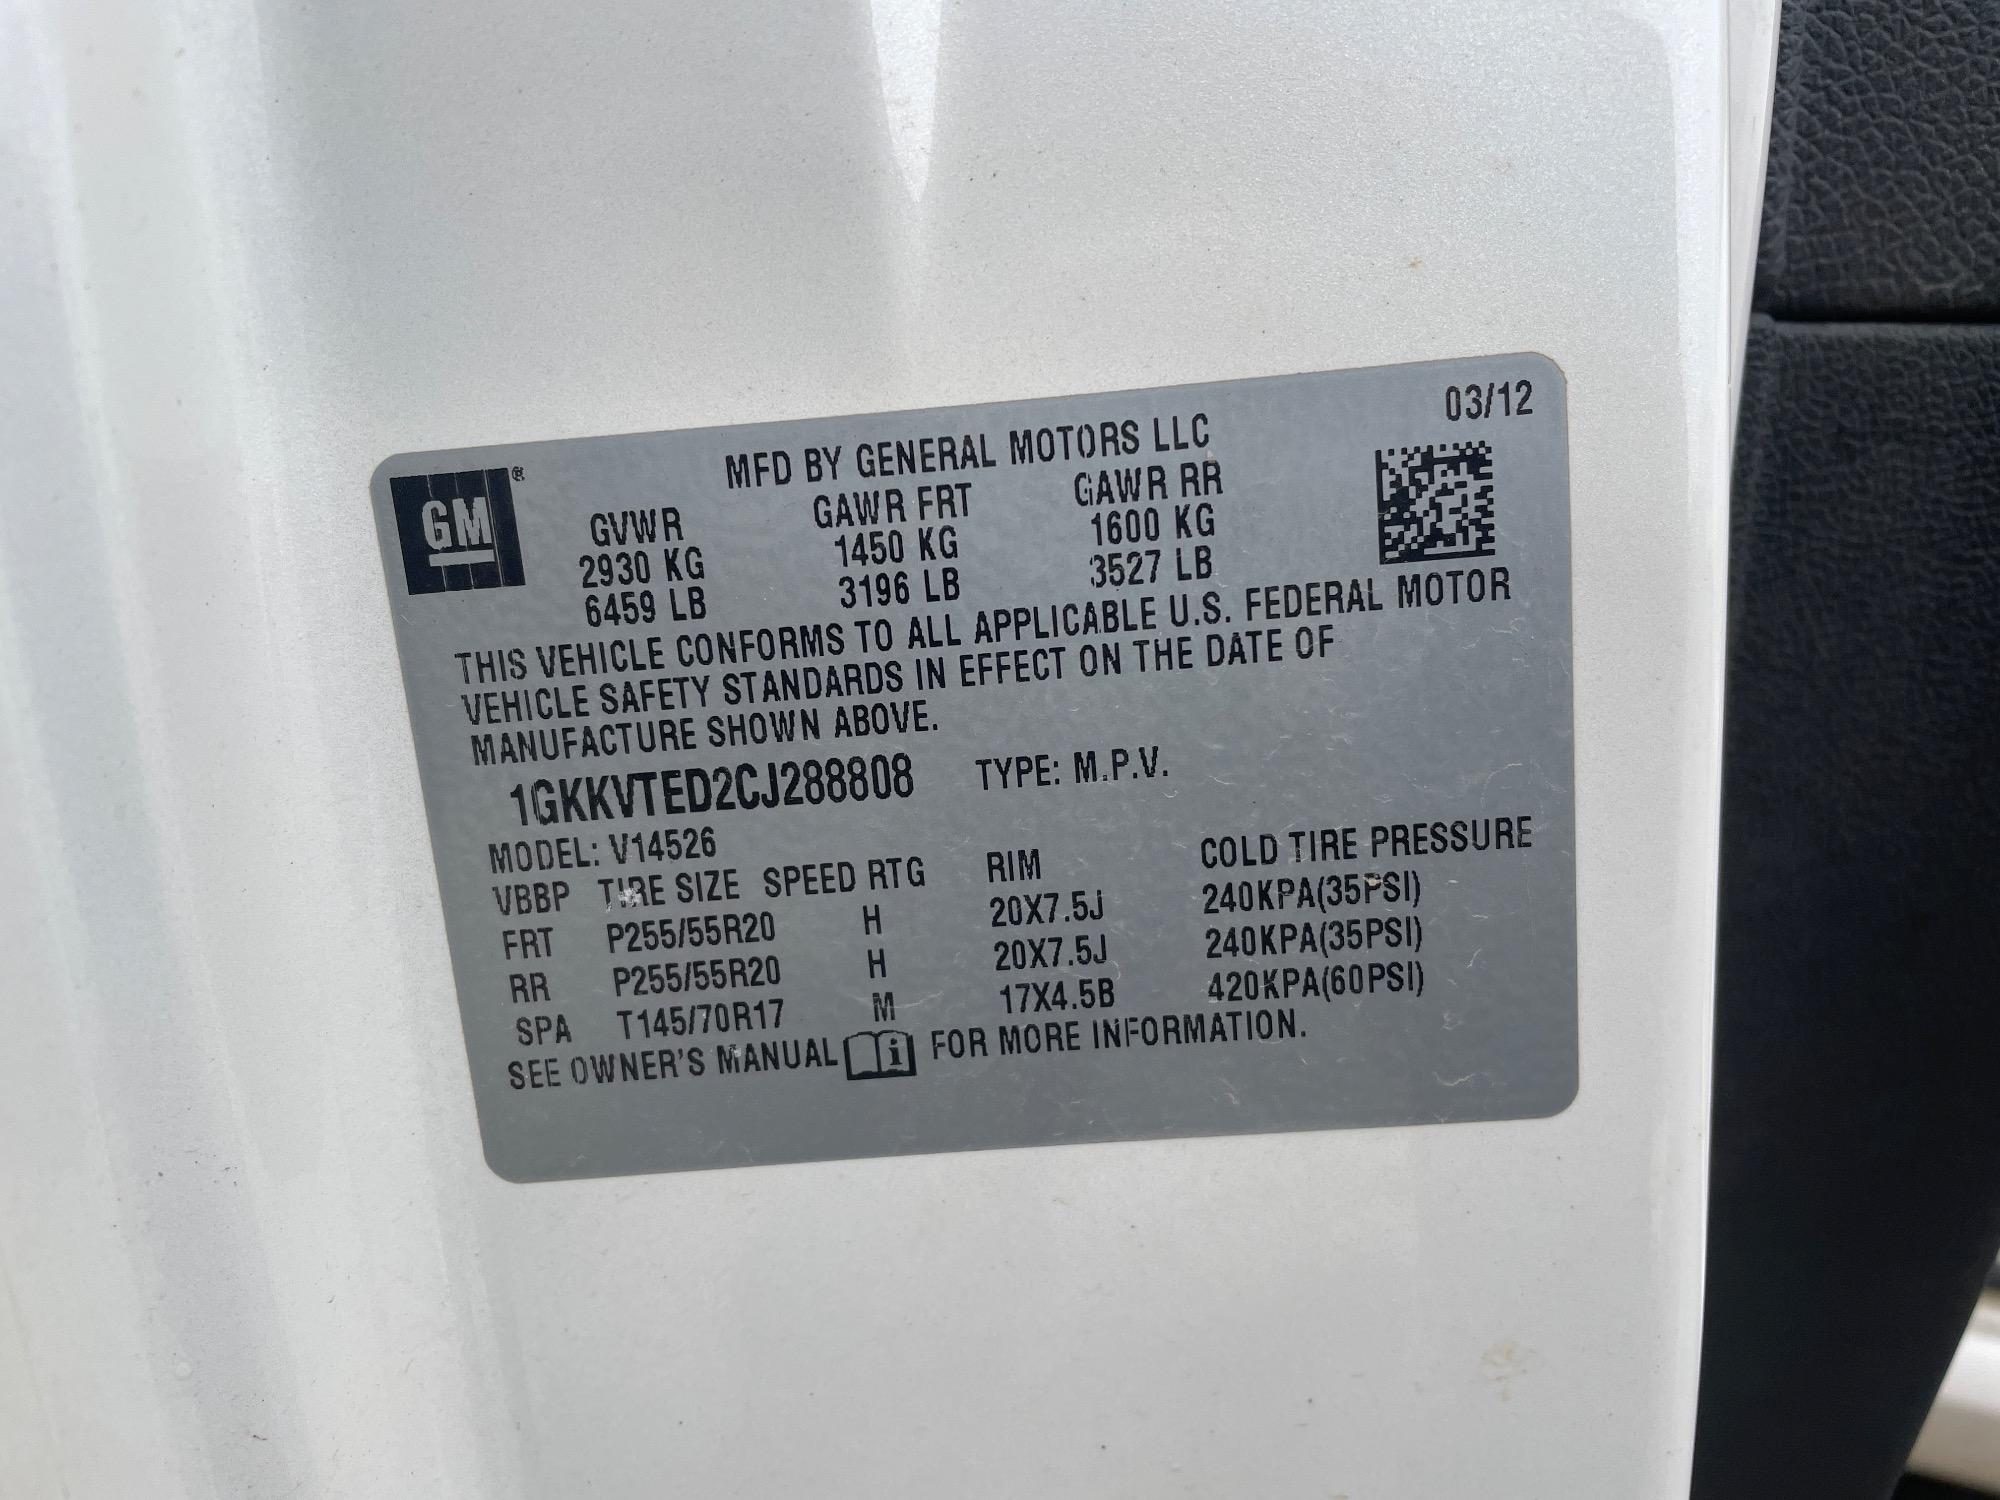 03/12
MFD BY GENERAL MOTORS LLC
GM®
GVWR GAWR FRT GAWR RR
2930 KG 1450 KG 1600 KG
6459 LB 3196 LB 3527 LB
THIS VEHICLE CONFORMS TO ALL APPLICABLE U.S. FEDERAL MOTOR
VEHICLE SAFETY STANDARDS IN EFFECT ON THE DATE OF
MANUFACTURE SHOWN ABOVE.
1GKKVTED2CJ288808 TYPE: M.P.V.
MODEL: V14526
VBBP TIRE SIZE SPEED RTG RIM COLD TIRE PRESSURE
FRT P255/55R20 H 20X7.5J 240KPA(35PSI)
RR P255/55R20 H 20X7.5J 240KPA(35PSI)
SPA T145/70R17 M 17X4.5B 420KPA(60PSI)
SEE OWNER'S MANUAL i FOR MORE INFORMATION.